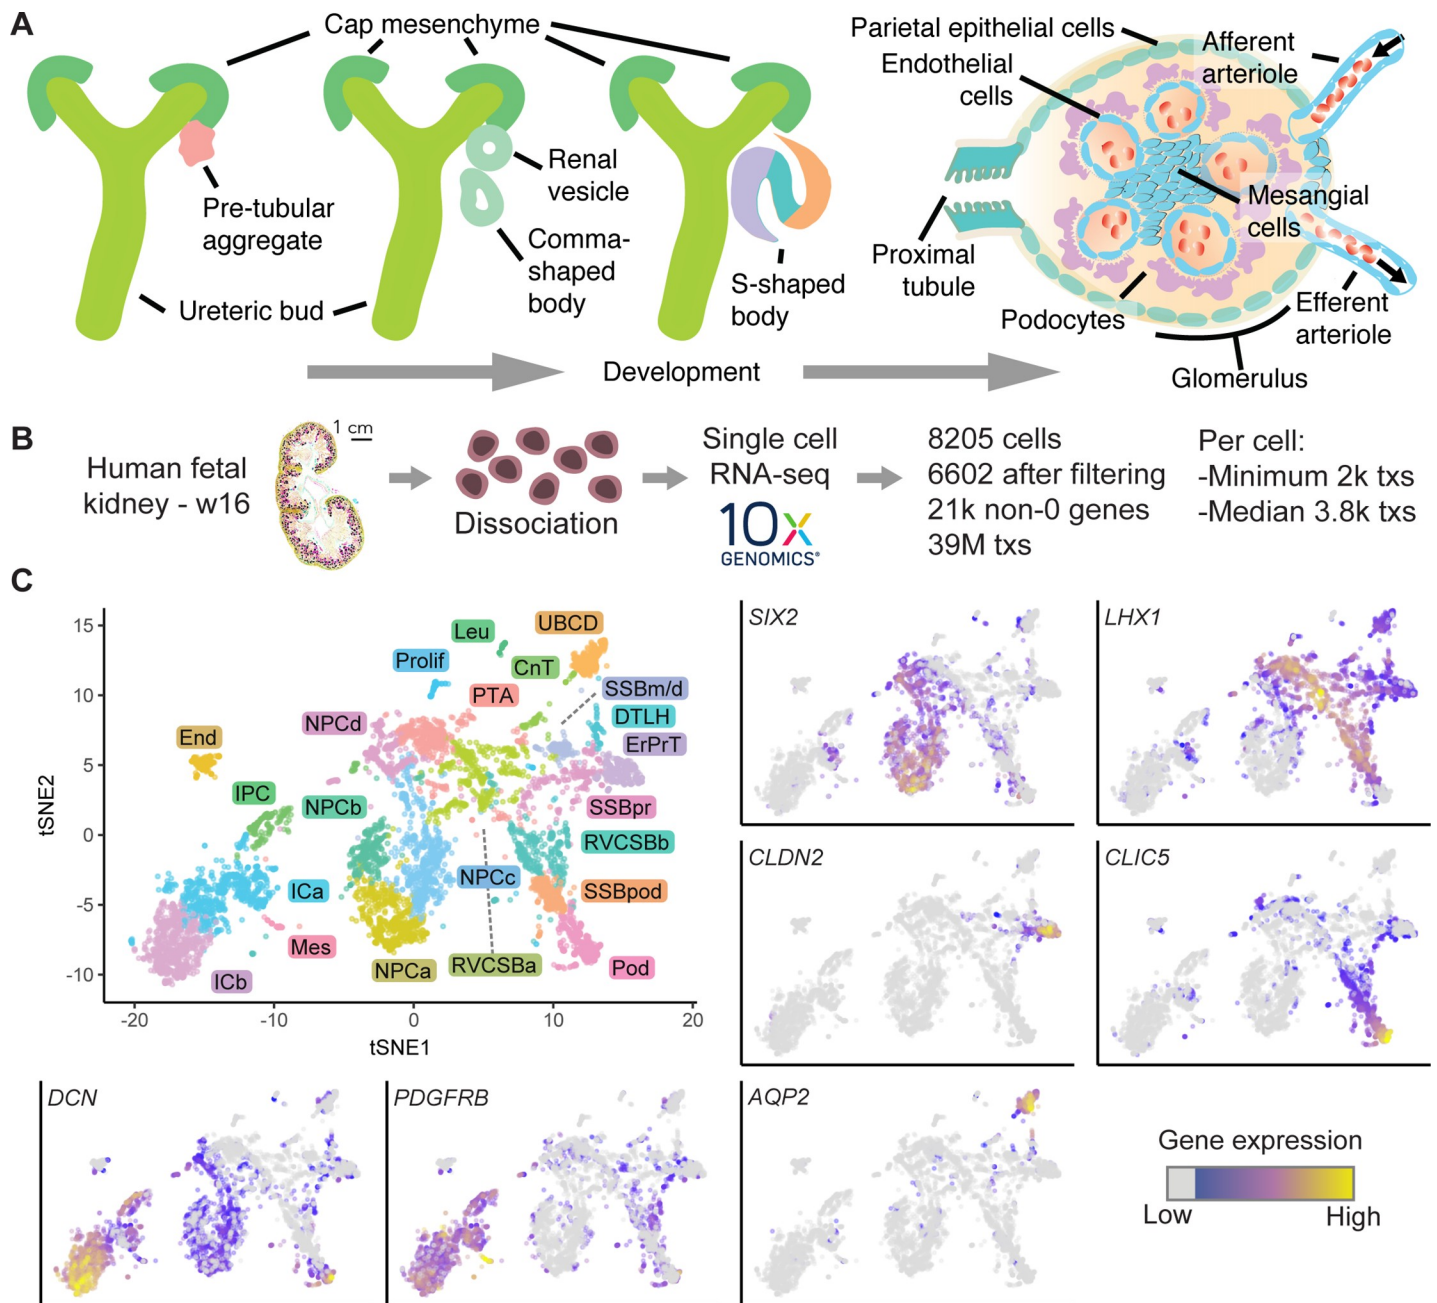 A
Cap mesenchyme
Pre-tubular
aggregate
Ureteric bud
Renal
vesicle
Comma-
shaped
body
S-shaped
body
Development
Parietal epithelial cells
Endothelial
cells
Afferent
arteriole
Mesangial
cells
Proximal
tubule
Podocytes
Efferent
arteriole
Glomerulus
B
Human fetal
kidney - w16
1 cm
Dissociation
Single cell
RNA-seq
10x
GENOMICS®
8205 cells
6602 after filtering
21k non-0 genes
39M txs
Per cell:
-Minimum 2k txs
-Median 3.8k txs
C
tSNE2
15
10
5
0
-5
-10
-20
-10
0
10
20
tSNE1
Leu
UBCD
Prolif
CnT
SSBm/d
PTA
NPCd
DTLH
End
ErPrT
IPC
NPCb
SSBpr
RVCSBb
NPCc
ICa
SSBpod
Mes
NPCa
RVCSBa
Pod
ICb
SIX2
LHX1
CLDN2
CLIC5
DCN
PDGFRB
AQP2
Gene expression
Low
High